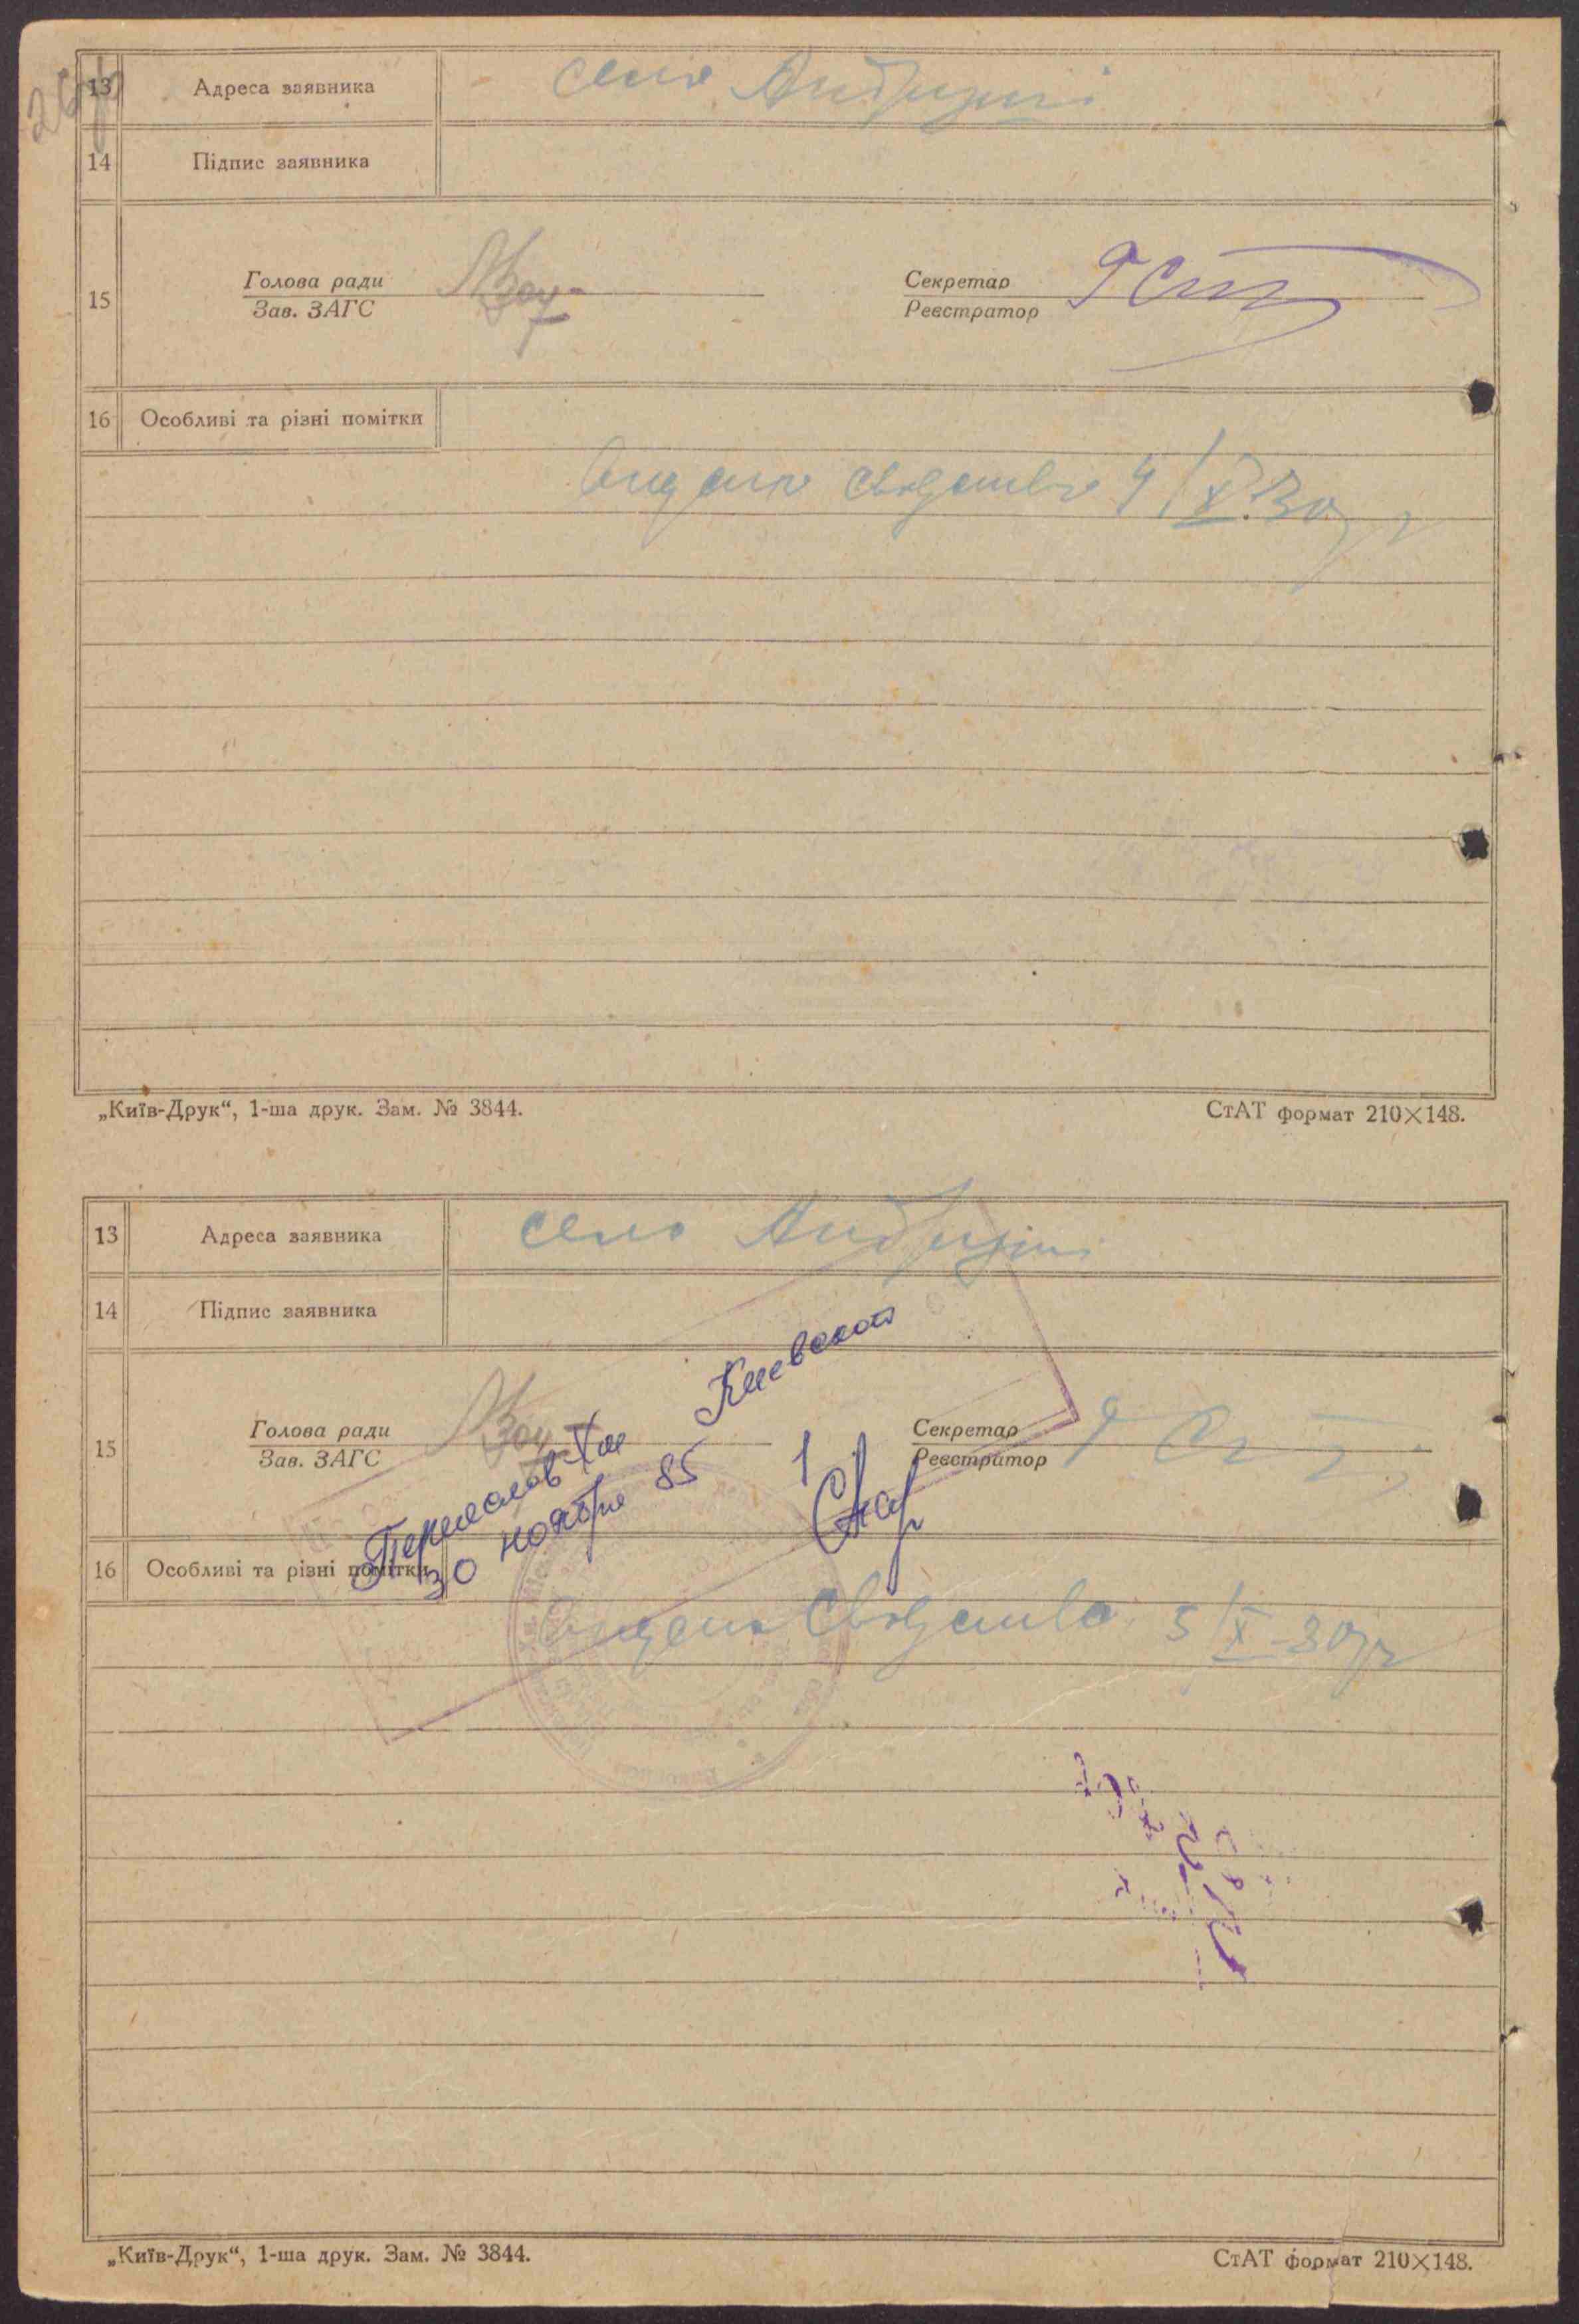 13 Адреса заявника село Андруші
14 Підпис заявника
15 Голова ради Секретар
Зав. ЗАГС Реєстратор
16 Особливі та різні помітки
видано свідоцтво 4/X.30 р
„Київ-Друк“, 1-ша друк. Зам. № 3844. СтАТ формат 210×148.
13 Адреса заявника село Андруші
14 Підпис заявника
Киевской
15 Голова ради Секретар
Зав. ЗАГС Реєстратор
Переяслав-Хм
30 ноября 85
16 Особливі та різні помітки
видано свідоцтво 5/X-30 р
„Київ-Друк“, 1-ша друк. Зам. № 3844. СтАТ формат 210×148.